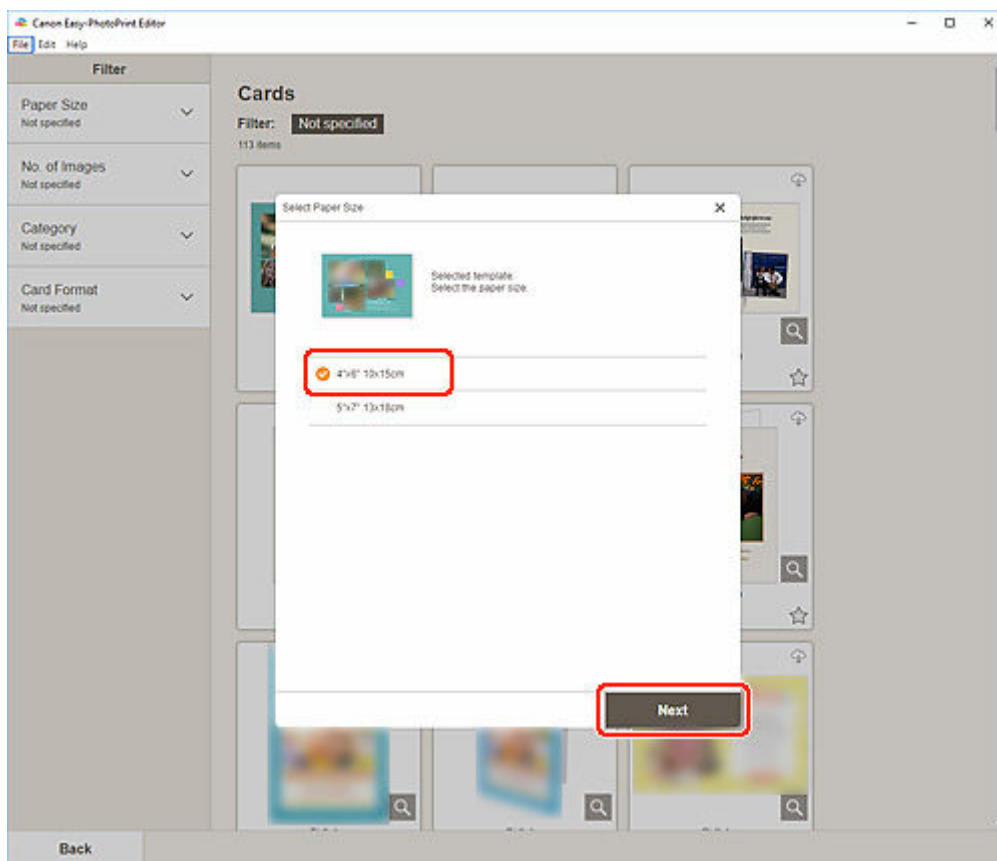 Canon Easy-PhotoPrint Editor
File Edit Help
Filter
Paper Size
Not specified
No. of Images
Not specified
Category
Not specified
Card Format
Not specified
Cards
Filter: Not specified
113 items
Select Paper Size
Selected template.
Select the paper size.
4"x6" 10x15cm
5"x7" 13x18cm
Next
Back